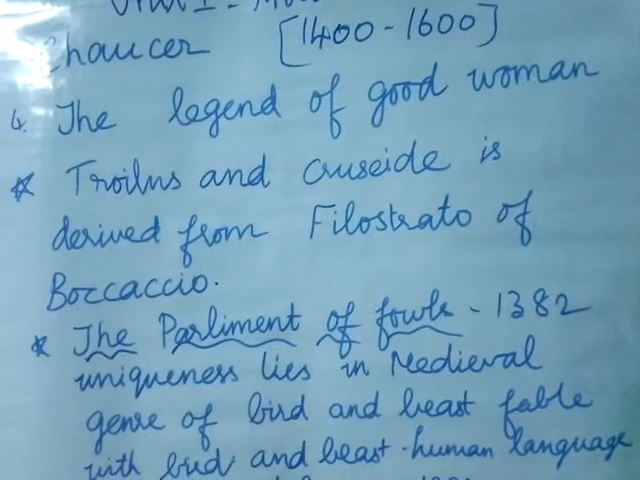 Chaucer [1400-1600]
4. The legend of good woman
* Troilus and Cruseide is
derived from Filostrato of
Boccaccio.
* The Parliment of fowls - 1382
uniqueness lies in Medieval
genre of bird and beast fable
with bird and beast-human language